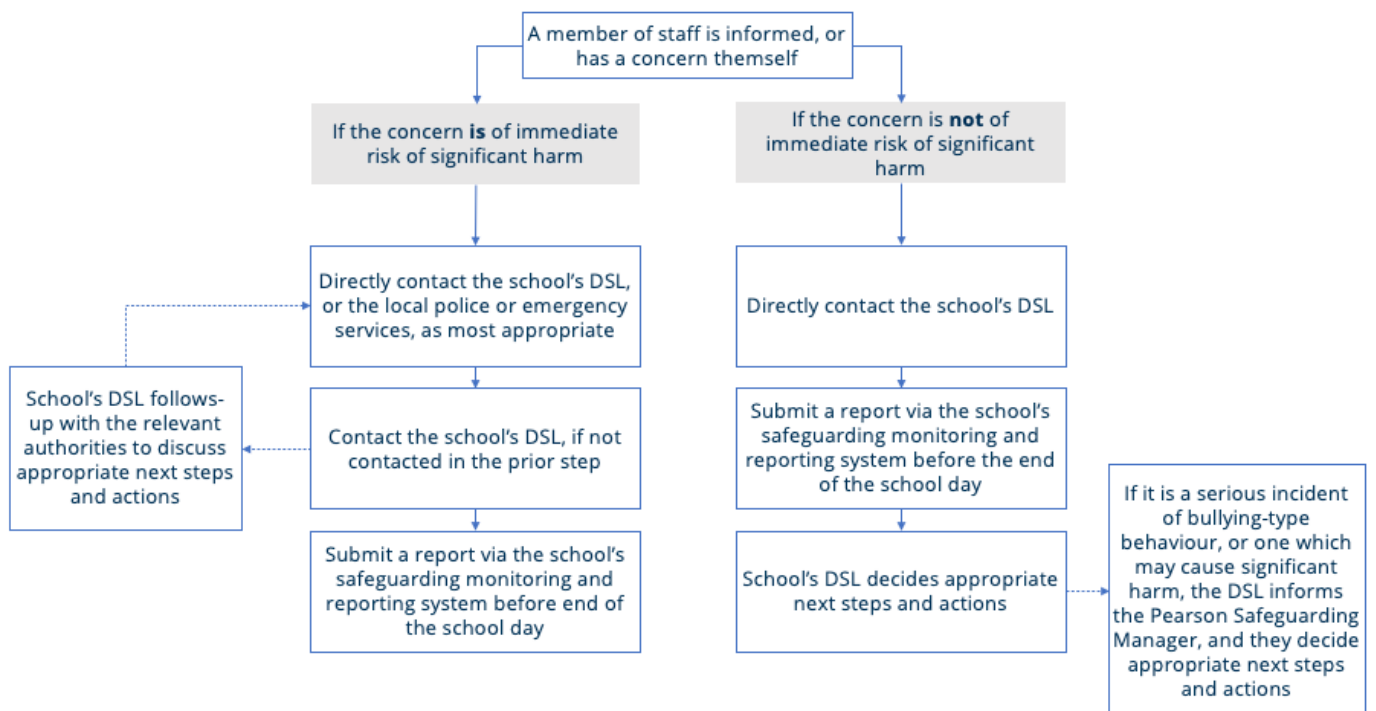 A member of staff is informed, or
has a concern themself
If the concern is of immediate
risk of significant harm
If the concern is not of
immediate risk of significant
harm
Directly contact the school’s DSL,
or the local police or emergency
services, as most appropriate
Directly contact the school’s DSL
School’s DSL follows-
up with the relevant
authorities to discuss
appropriate next steps
and actions
Contact the school’s DSL, if not
contacted in the prior step
Submit a report via the school’s
safeguarding monitoring and
reporting system before the end
of the school day
Submit a report via the school’s
safeguarding monitoring and
reporting system before end of
the school day
School’s DSL decides appropriate
next steps and actions
If it is a serious incident
of bullying-type
behaviour, or one which
may cause significant
harm, the DSL informs
the Pearson Safeguarding
Manager, and they decide
appropriate next steps
and actions